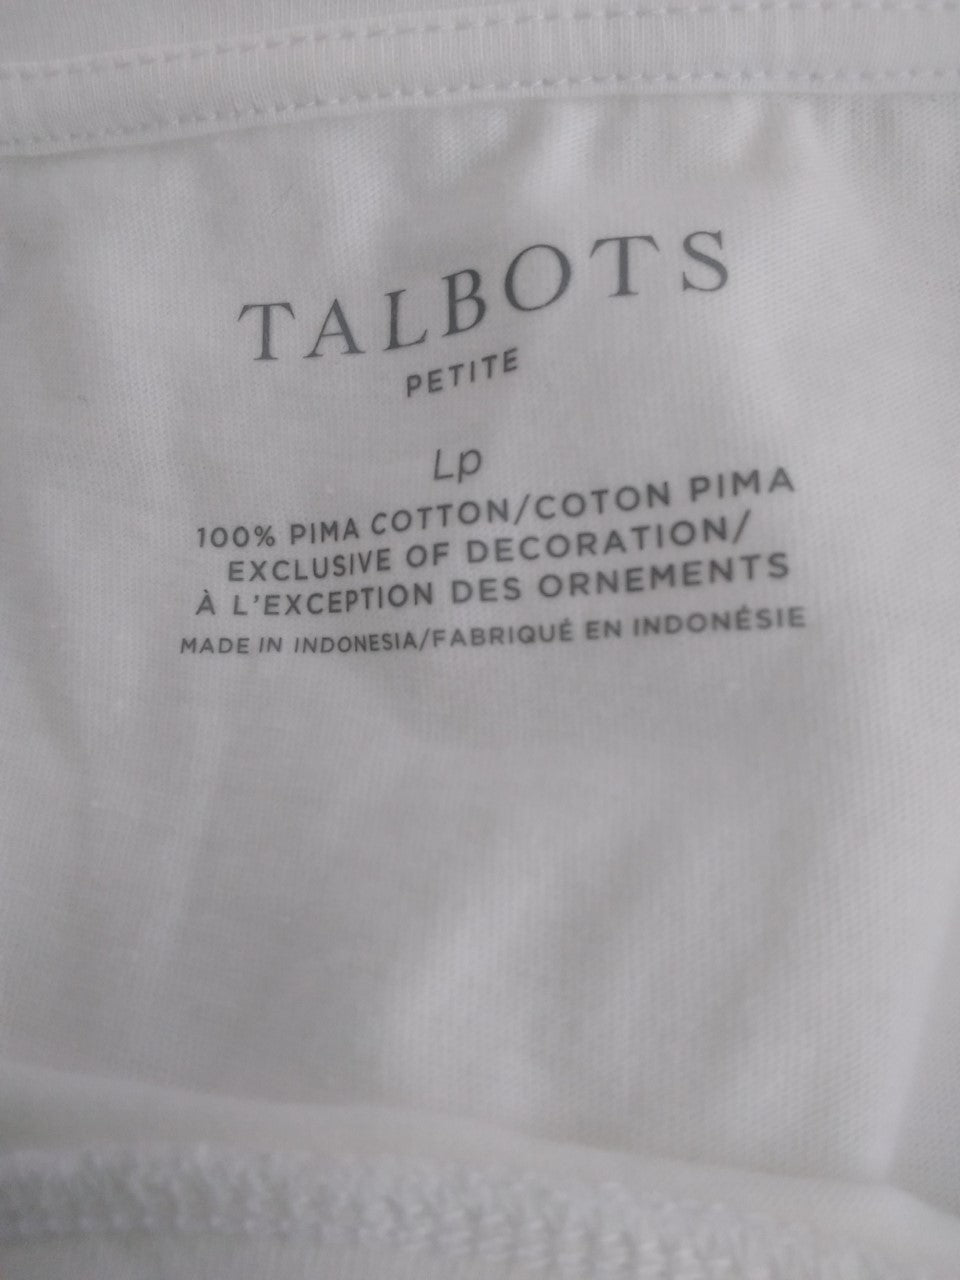 TALBOTS
PETITE
Lp
100% PIMA COTTON/COTON PIMA
EXCLUSIVE OF DECORATION/
À L'EXCEPTION DES ORNEMENTS
MADE IN INDONESIA/FABRIQUÉ EN INDONÉSIE